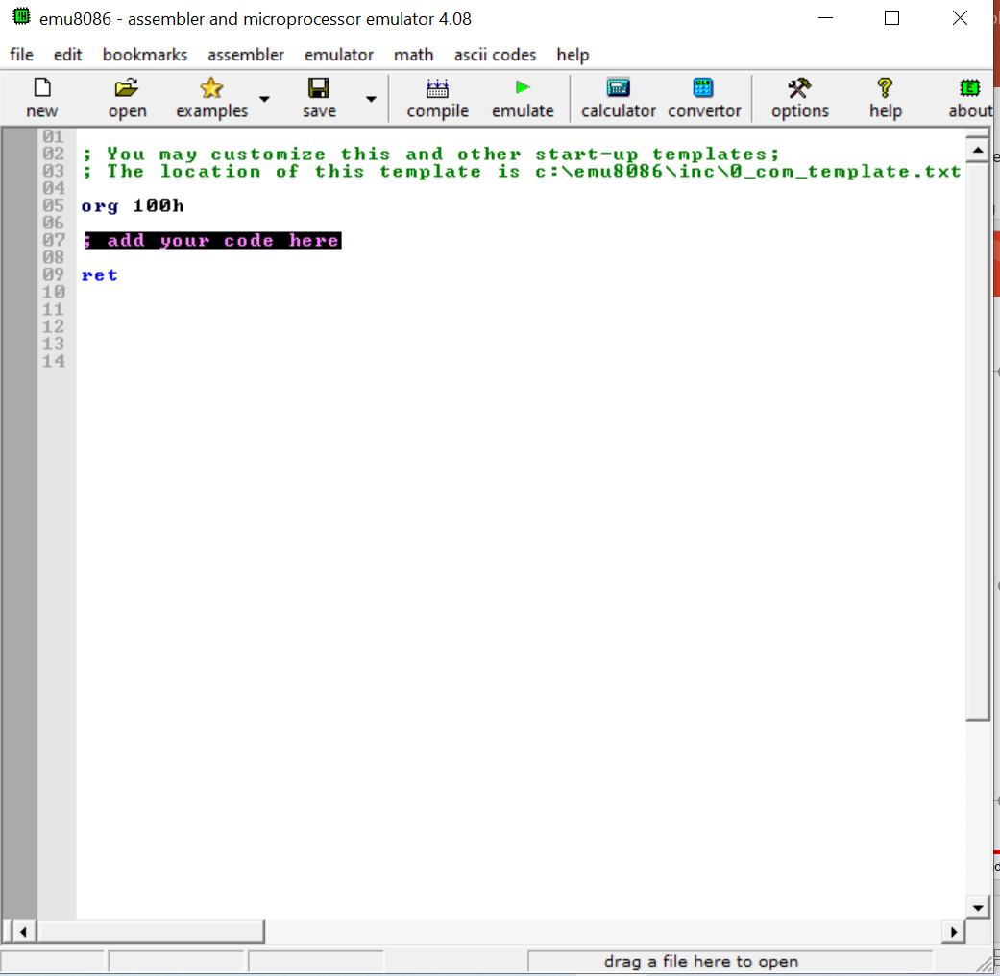 emu8086 - assembler and microprocessor emulator 4.08
file edit bookmarks assembler emulator math ascii codes help
new open examples save compile emulate calculator convertor options help about
01
02 ; You may customize this and other start-up templates;
03 ; The location of this template is c:\emu8086\inc\0_com_template.txt
04
05 org 100h
06
07 ; add your code here
08
09 ret
10
11
12
13
14
drag a file here to open